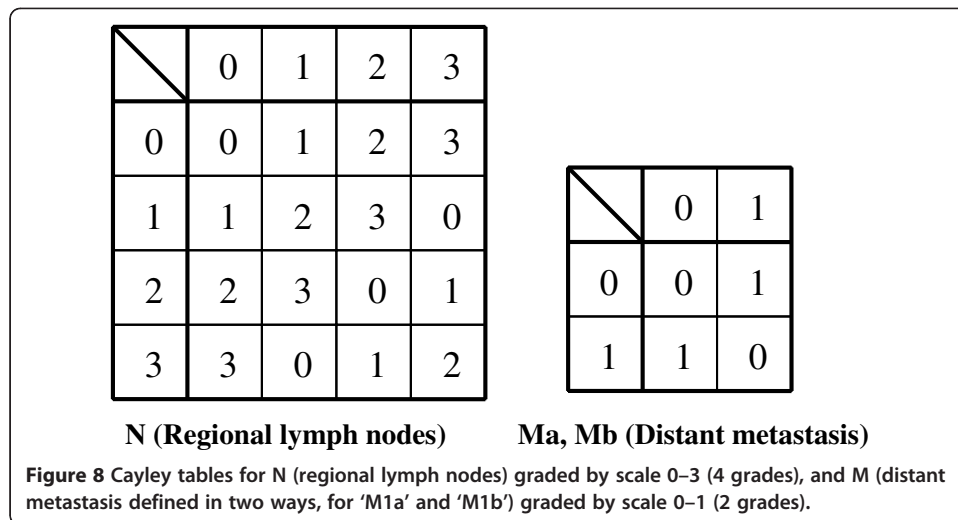 0 1 2 3
0 0 1 2 3
1 1 2 3 0
2 2 3 0 1
3 3 0 1 2
N (Regional lymph nodes)
0 1
0 0 1
1 1 0
Ma, Mb (Distant metastasis)
Figure 8 Cayley tables for N (regional lymph nodes) graded by scale 0–3 (4 grades), and M (distant
metastasis defined in two ways, for ‘M1a’ and ‘M1b’) graded by scale 0–1 (2 grades).